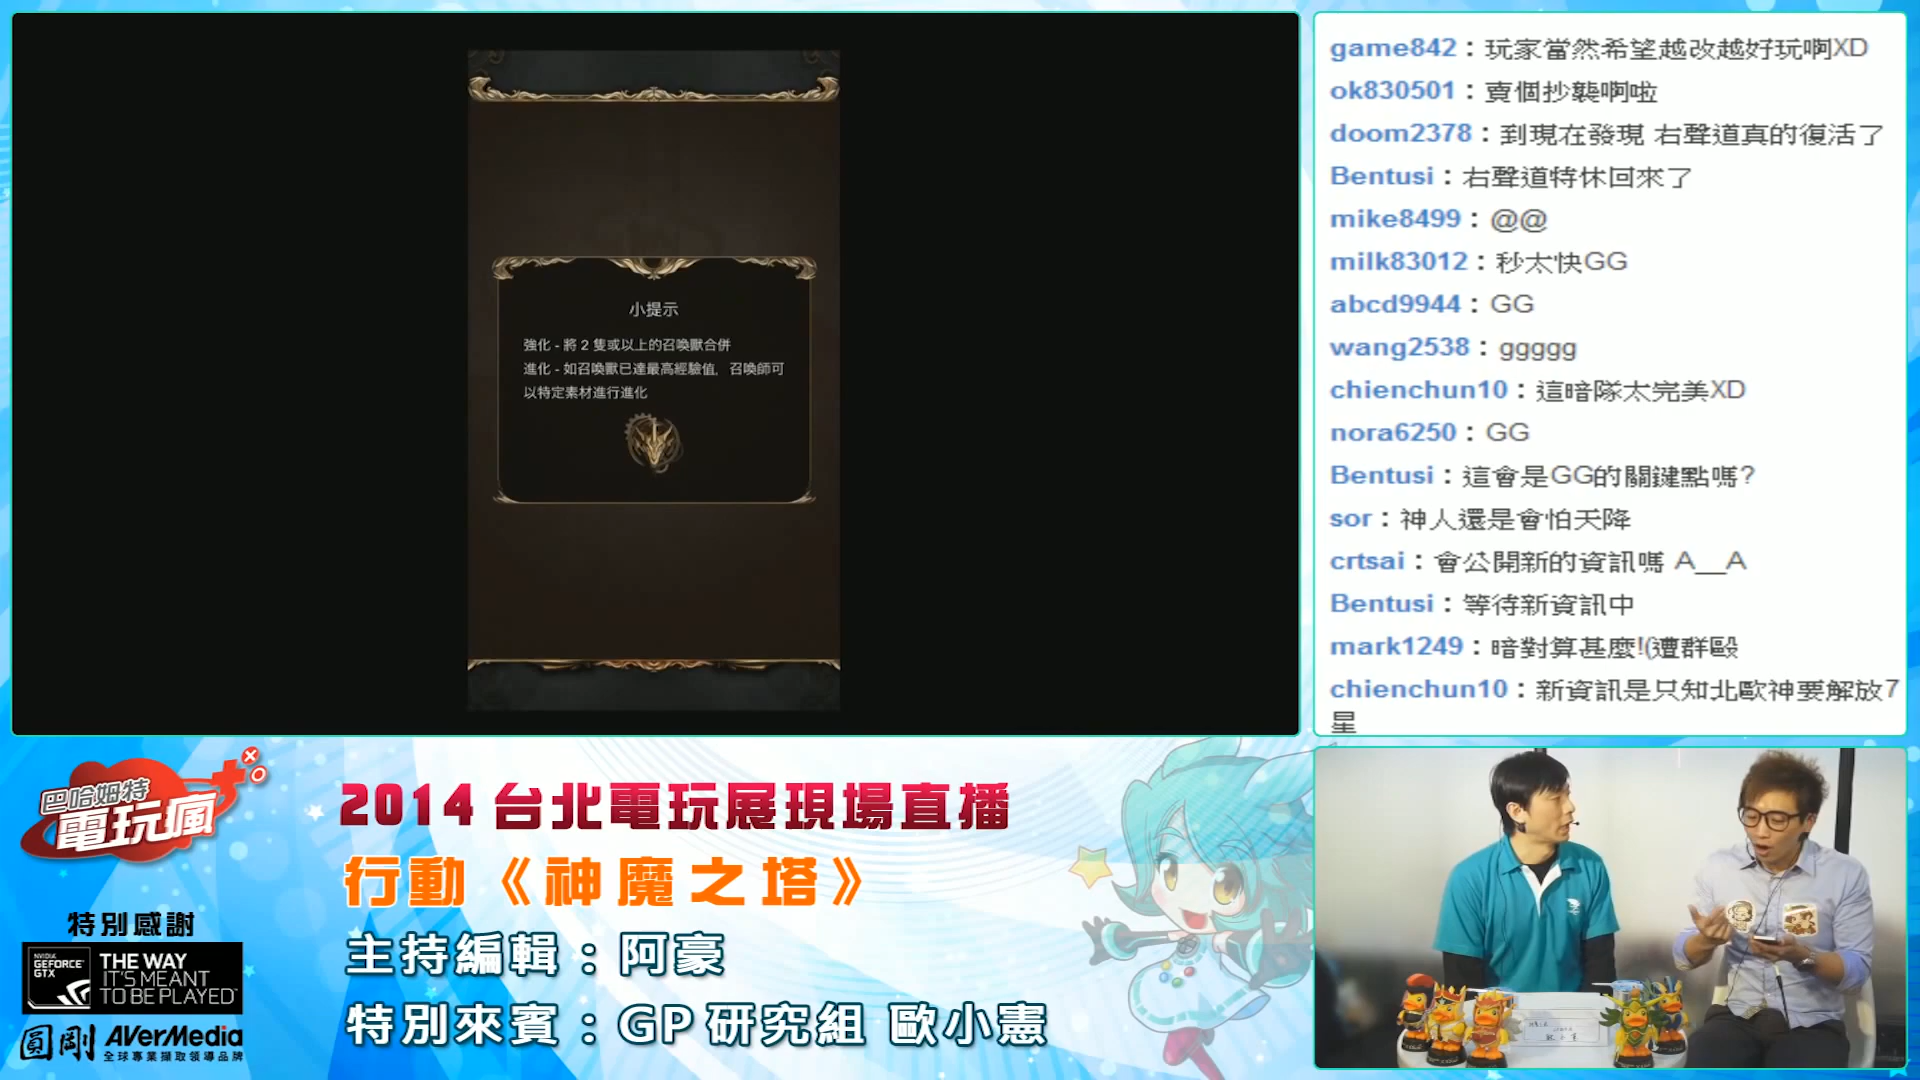 小提示
強化 - 將 2 隻或以上的召喚獸合併
進化 - 如召喚獸已達最高經驗值，召喚師可
以特定素材進行進化
game842：玩家當然希望越改越好玩啊XD
ok830501：賣個抄襲啊啦
doom2378：到現在發現 右聲道真的復活了
Bentusi：右聲道特休回來了
mike8499：@@
milk83012：秒太快GG
abcd9944：GG
wang2538：ggggg
chienchun10：這暗隊太完美XD
nora6250：GG
Bentusi：這會是GG的關鍵點嗎?
sor：神人還是會怕天降
crtsai：會公開新的資訊嗎 A__A
Bentusi：等待新資訊中
mark1249：暗對算甚麼!(遭群毆
chienchun10：新資訊是只知北歐神要解放7
星
巴哈姆特
電玩瘋
2014 台北電玩展現場直播
行動《神魔之塔》
主持編輯：阿豪
特別來賓：GP 研究組 歐小憲
特別感謝
NVIDIA
GEFORCE
GTX
THE WAY
IT'S MEANT
TO BE PLAYED
圓剛 AVerMedia
全球專業擷取領導品牌